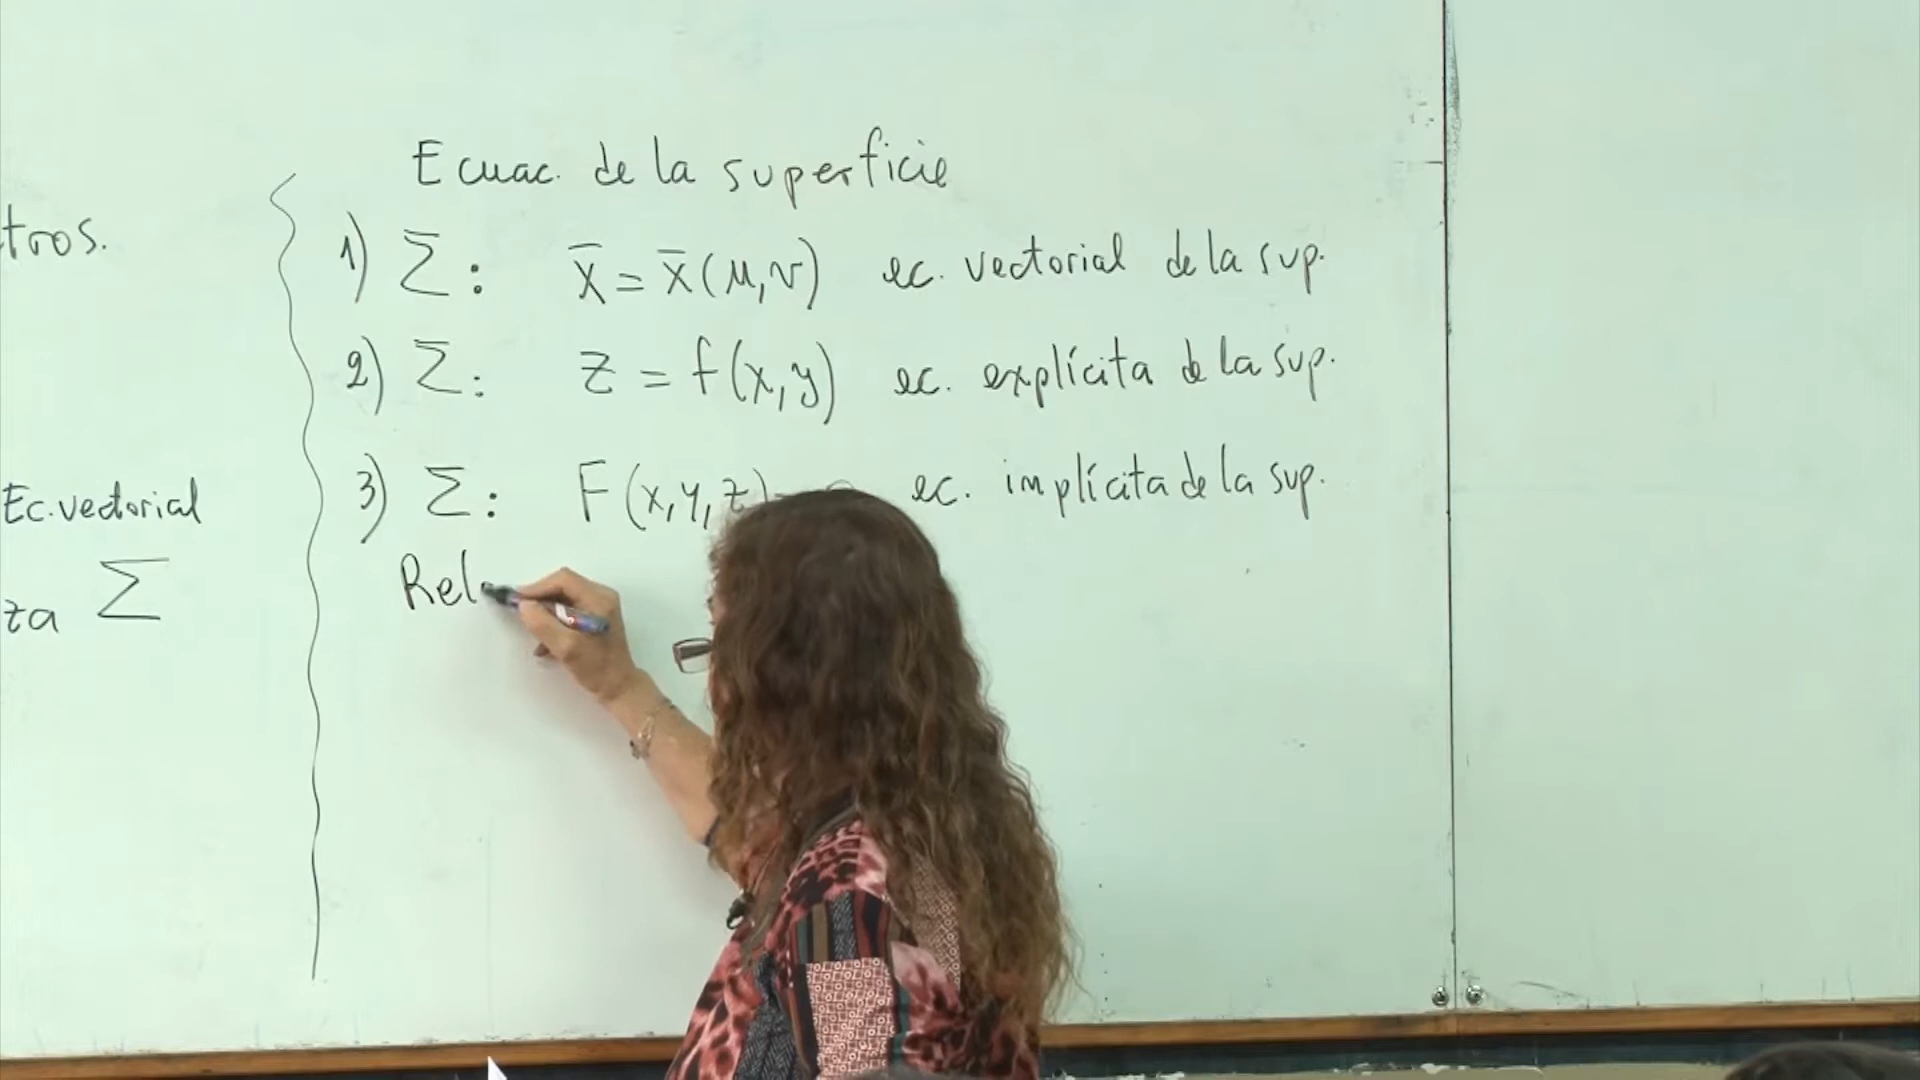 tros.
Ec. vectorial
za Σ
Ecuac. de la superficie
1) Σ: x̄ = x̄(μ,v) ec. vectorial de la sup.
2) Σ: z = f(x,y) ec. explícita de la sup.
3) Σ: F(x,y,z) ec. implícita de la sup.
Rel